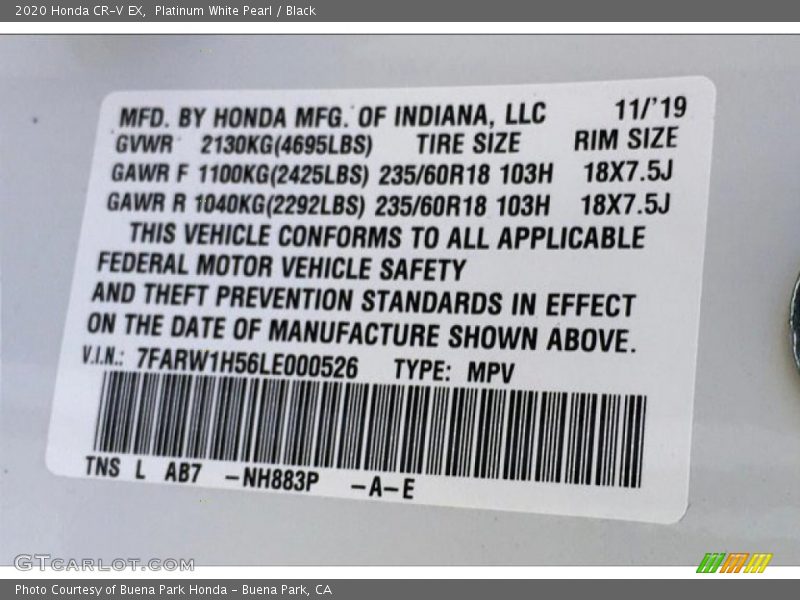 2020 Honda CR-V EX, Platinum White Pearl / Black
MFD. BY HONDA MFG. OF INDIANA, LLC 11/'19
GVWR 2130KG(4695LBS) TIRE SIZE RIM SIZE
GAWR F 1100KG(2425LBS) 235/60R18 103H 18X7.5J
GAWR R 1040KG(2292LBS) 235/60R18 103H 18X7.5J
THIS VEHICLE CONFORMS TO ALL APPLICABLE
FEDERAL MOTOR VEHICLE SAFETY
AND THEFT PREVENTION STANDARDS IN EFFECT
ON THE DATE OF MANUFACTURE SHOWN ABOVE.
V.I.N.: 7FARW1H56LE000526 TYPE: MPV
TNS L AB7 -NH883P -A-E
GTCARLOT.COM
Photo Courtesy of Buena Park Honda - Buena Park, CA